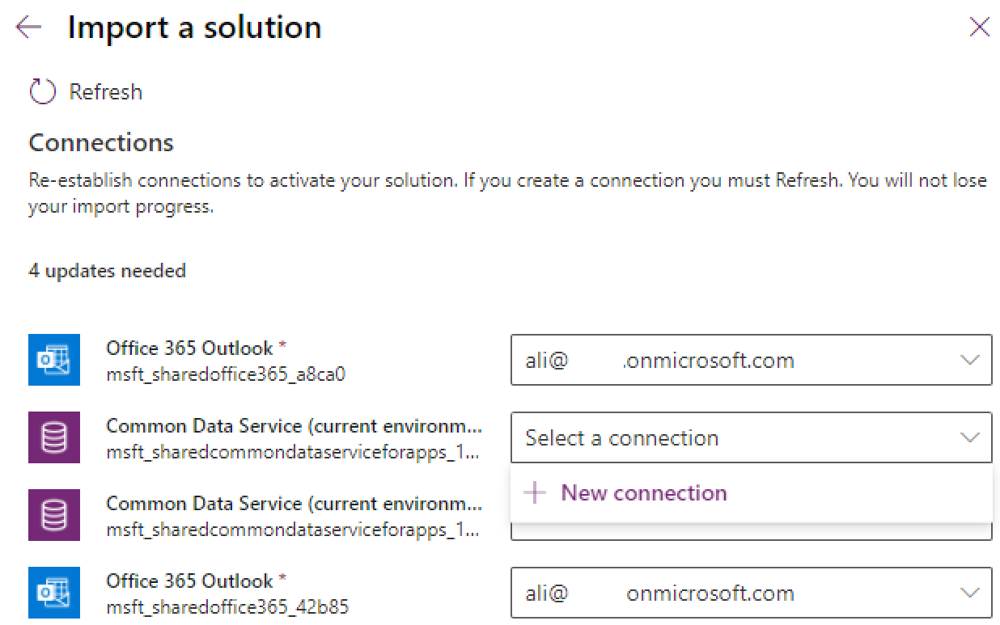 Import a solution
Refresh
Connections
Re-establish connections to activate your solution. If you create a connection you must Refresh. You will not lose
your import progress.
4 updates needed
Office 365 Outlook *
msft_sharedoffice365_a8ca0
ali@ .onmicrosoft.com
Common Data Service (current environm...
msft_sharedcommondataserviceforapps_1...
Select a connection
New connection
Common Data Service (current environm...
msft_sharedcommondataserviceforapps_1...
Office 365 Outlook *
msft_sharedoffice365_42b85
ali@ onmicrosoft.com